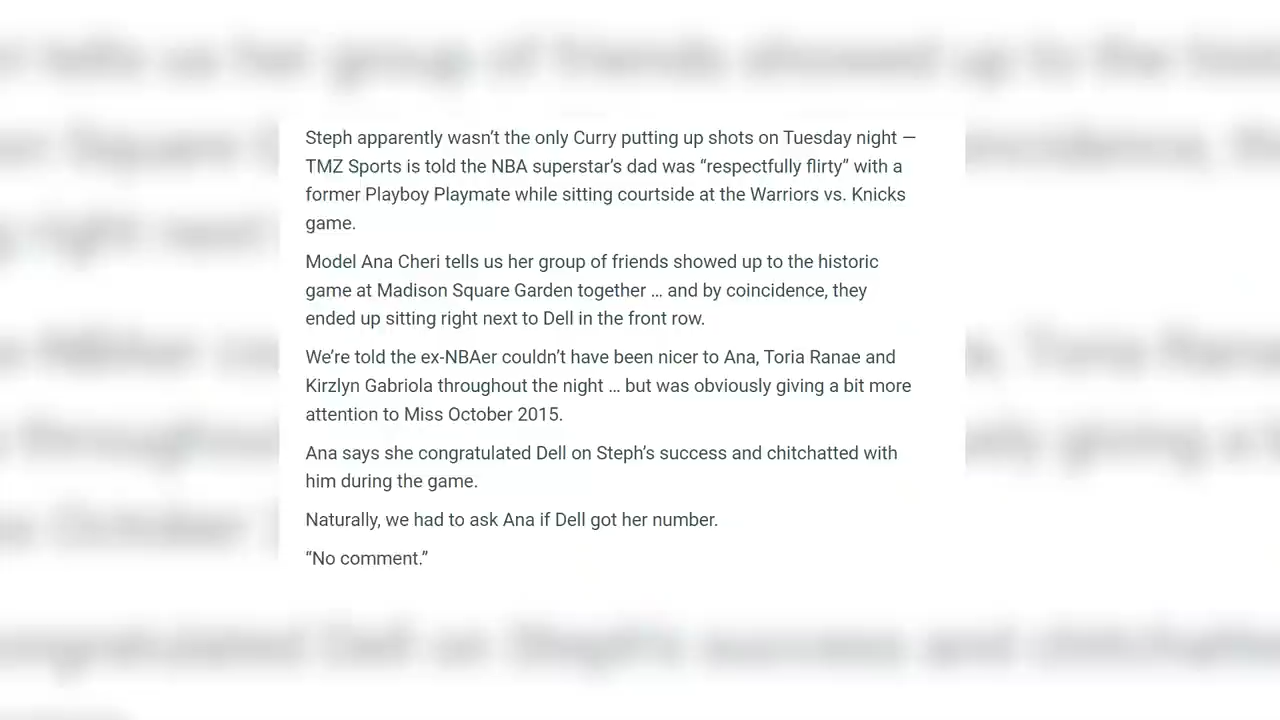 Steph apparently wasn’t the only Curry putting up shots on Tuesday night —
TMZ Sports is told the NBA superstar’s dad was “respectfully flirty” with a
former Playboy Playmate while sitting courtside at the Warriors vs. Knicks
game.
Model Ana Cheri tells us her group of friends showed up to the historic
game at Madison Square Garden together ... and by coincidence, they
ended up sitting right next to Dell in the front row.
We’re told the ex-NBAer couldn’t have been nicer to Ana, Toria Ranae and
Kirzlyn Gabriola throughout the night ... but was obviously giving a bit more
attention to Miss October 2015.
Ana says she congratulated Dell on Steph’s success and chitchatted with
him during the game.
Naturally, we had to ask Ana if Dell got her number.
“No comment.”